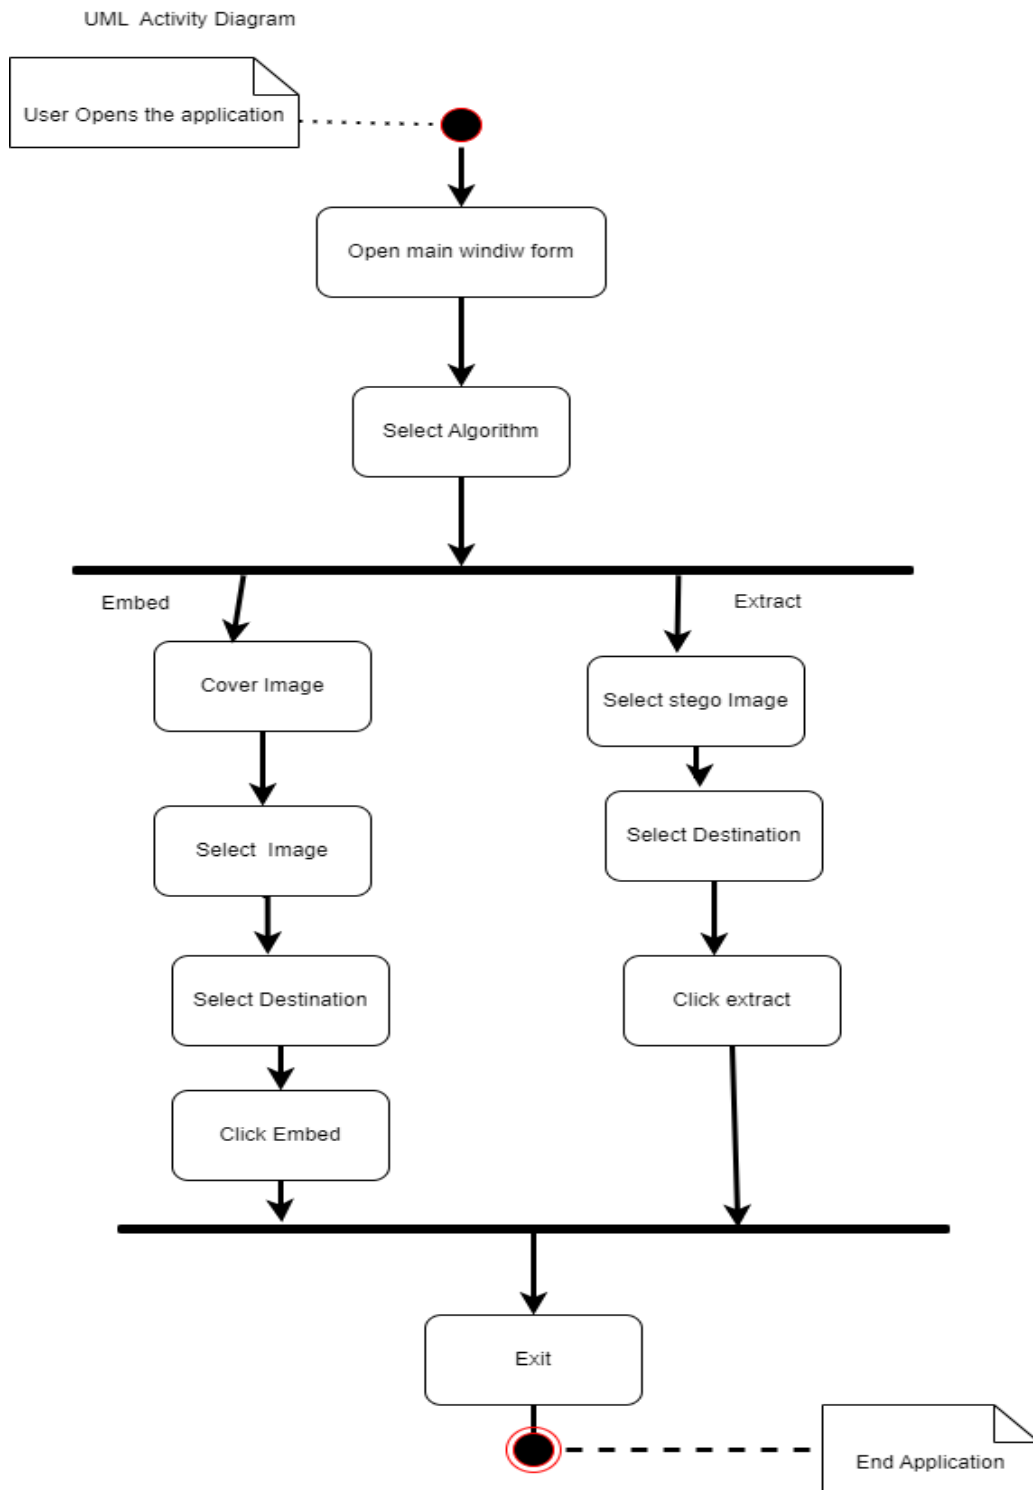 UML Activity Diagram
User Opens the application
Open main windiw form
Select Algorithm
Embed
Extract
Cover Image
Select stego Image
Select Image
Select Destination
Select Destination
Click extract
Click Embed
Exit
End Application